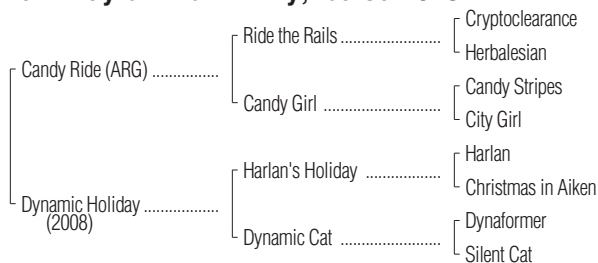 Cryptoclearance
Ride the Rails
Herbalesian
Candy Ride (ARG)
Candy Stripes
Candy Girl
City Girl
Harlan
Harlan's Holiday
Christmas in Aiken
Dynamic Holiday
(2008)
Dynaformer
Dynamic Cat
Silent Cat